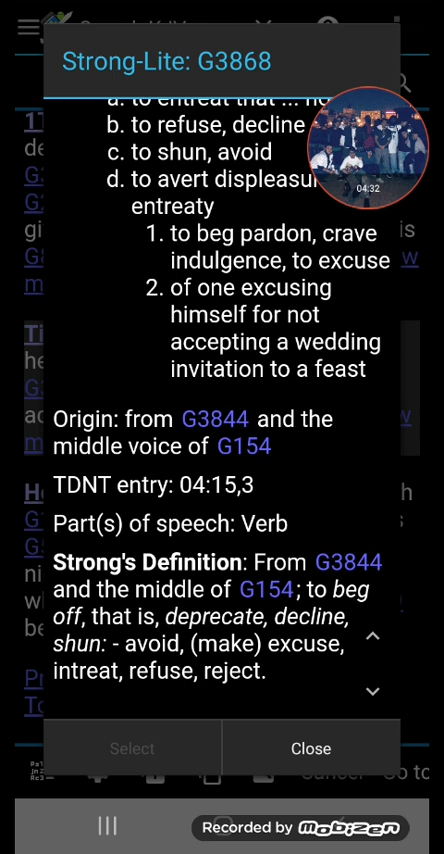 Strong-Lite: G3868
a. to entreat that ...
b. to refuse, decline
c. to shun, avoid
d. to avert
entreaty
04:32
1. to beg pardon, crave
indulgence, to excuse
2. of one excusing
himself for not
accepting a wedding
invitation to a feast
Origin: from G3844 and the
middle voice of G154
TDNT entry: 04:15,3
Part(s) of speech: Verb
Strong's Definition: From G3844
and the middle of G154; to beg
off, that is, deprecate, decline,
shun: - avoid, (make) excuse,
intreat, refuse, reject.
Select
Close
Recorded by Mobizen